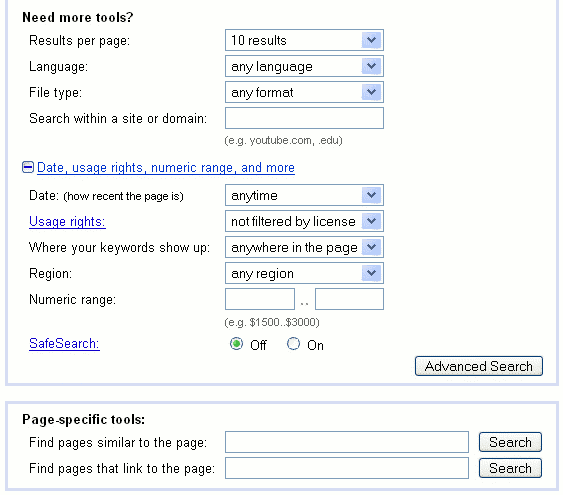 Need more tools?
Results per page: 10 results
Language: any language
File type: any format
Search within a site or domain:
(e.g. youtube.com, .edu)
Date, usage rights, numeric range, and more
Date: (how recent the page is) anytime
Usage rights: not filtered by license
Where your keywords show up: anywhere in the page
Region: any region
Numeric range: ..
(e.g. $1500..$3000)
SafeSearch: Off On
Advanced Search
Page-specific tools:
Find pages similar to the page: Search
Find pages that link to the page: Search